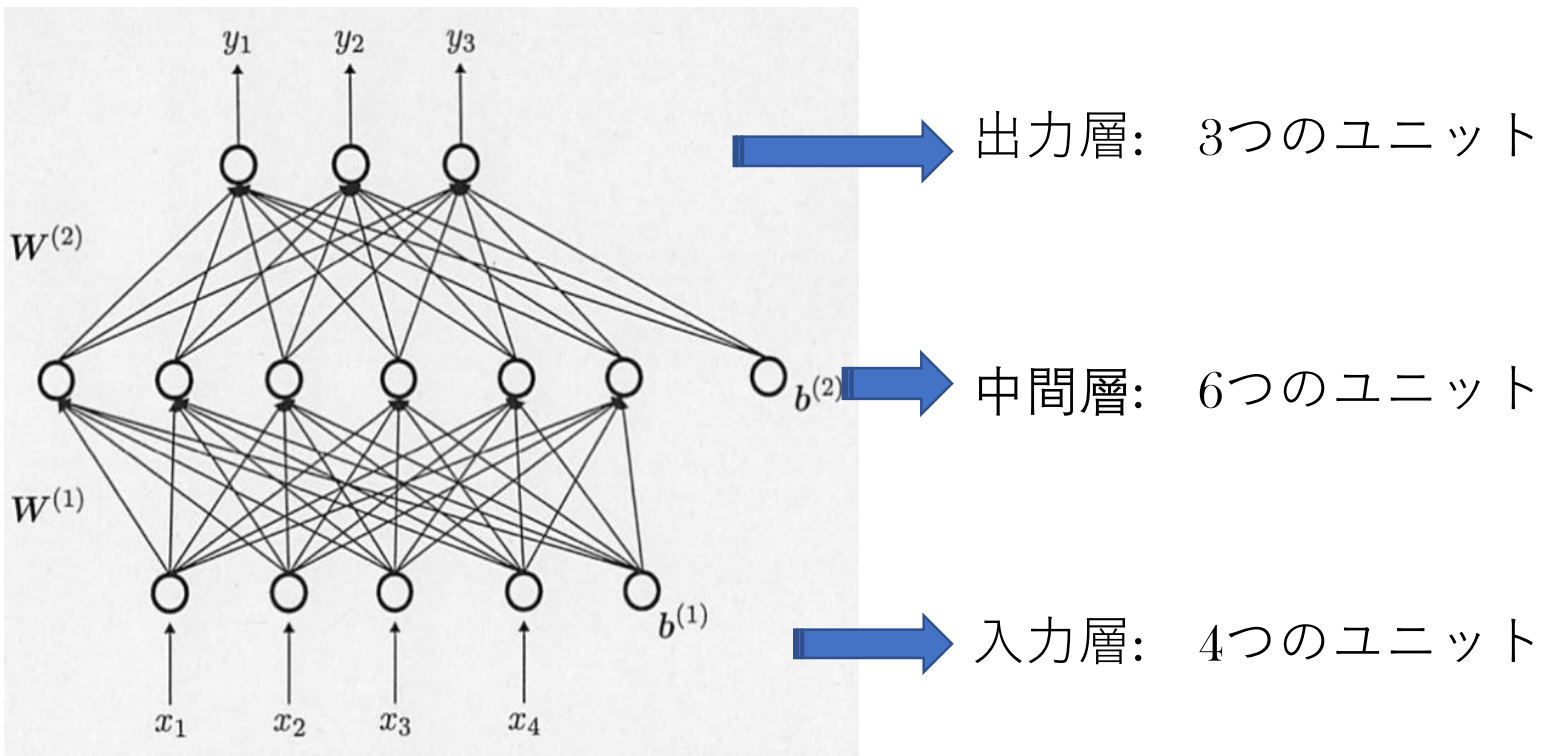 y₁ y₂ y₃
出力層:　3つのユニット
W⁽²⁾
b⁽²⁾
中間層:　6つのユニット
W⁽¹⁾
b⁽¹⁾
入力層:　4つのユニット
x₁ x₂ x₃ x₄